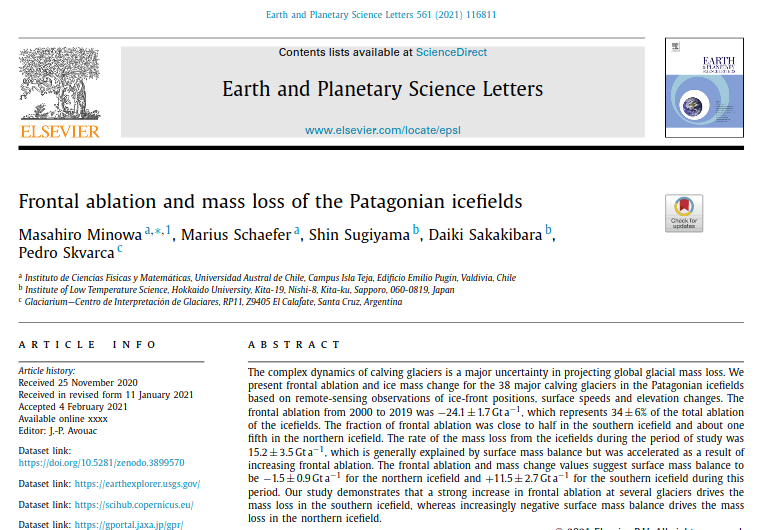 Earth and Planetary Science Letters 561 (2021) 116811
Contents lists available at ScienceDirect
Earth and Planetary Science Letters
www.elsevier.com/locate/epsl
ELSEVIER
EARTH
& PLANETARY
SCIENCE LETTERS
Frontal ablation and mass loss of the Patagonian icefields
Check for
updates
Masahiro Minowa a,∗,1, Marius Schaefer a, Shin Sugiyama b, Daiki Sakakibara b,
Pedro Skvarca c
a Instituto de Ciencias Físicas y Matemáticas, Universidad Austral de Chile, Campus Isla Teja, Edificio Emilio Pugín, Valdivia, Chile
b Institute of Low Temperature Science, Hokkaido University, Kita-19, Nishi-8, Kita-ku, Sapporo, 060-0819, Japan
c Glaciarium—Centro de Interpretación de Glaciares, RP11, Z9405 El Calafate, Santa Cruz, Argentina
ARTICLE INFO
Article history:
Received 25 November 2020
Received in revised form 11 January 2021
Accepted 4 February 2021
Available online xxxx
Editor: J.-P. Avouac
Dataset link:
https://doi.org/10.5281/zenodo.3899570
Dataset link: https://earthexplorer.usgs.gov/
Dataset link: https://scihub.copernicus.eu/
Dataset link: https://gportal.jaxa.jp/gpr/
ABSTRACT
The complex dynamics of calving glaciers is a major uncertainty in projecting global glacial mass loss. We
present frontal ablation and ice mass change for the 38 major calving glaciers in the Patagonian icefields
based on remote-sensing observations of ice-front positions, surface speeds and elevation changes. The
frontal ablation from 2000 to 2019 was −24.1 ± 1.7 Gt a−1, which represents 34 ± 6% of the total ablation
of the icefields. The fraction of frontal ablation was close to half in the southern icefield and about one
fifth in the northern icefield. The rate of the mass loss from the icefields during the period of study was
15.2 ± 3.5 Gt a−1, which is generally explained by surface mass balance but was accelerated as a result of
increasing frontal ablation. The frontal ablation and mass change values suggest surface mass balance to
be −1.5 ± 0.9 Gt a−1 for the northern icefield and +11.5 ± 2.7 Gt a−1 for the southern icefield during this
period. Our study demonstrates that a strong increase in frontal ablation at several glaciers drives the
mass loss in the southern icefield, whereas increasingly negative surface mass balance drives the mass
loss in the northern icefield.